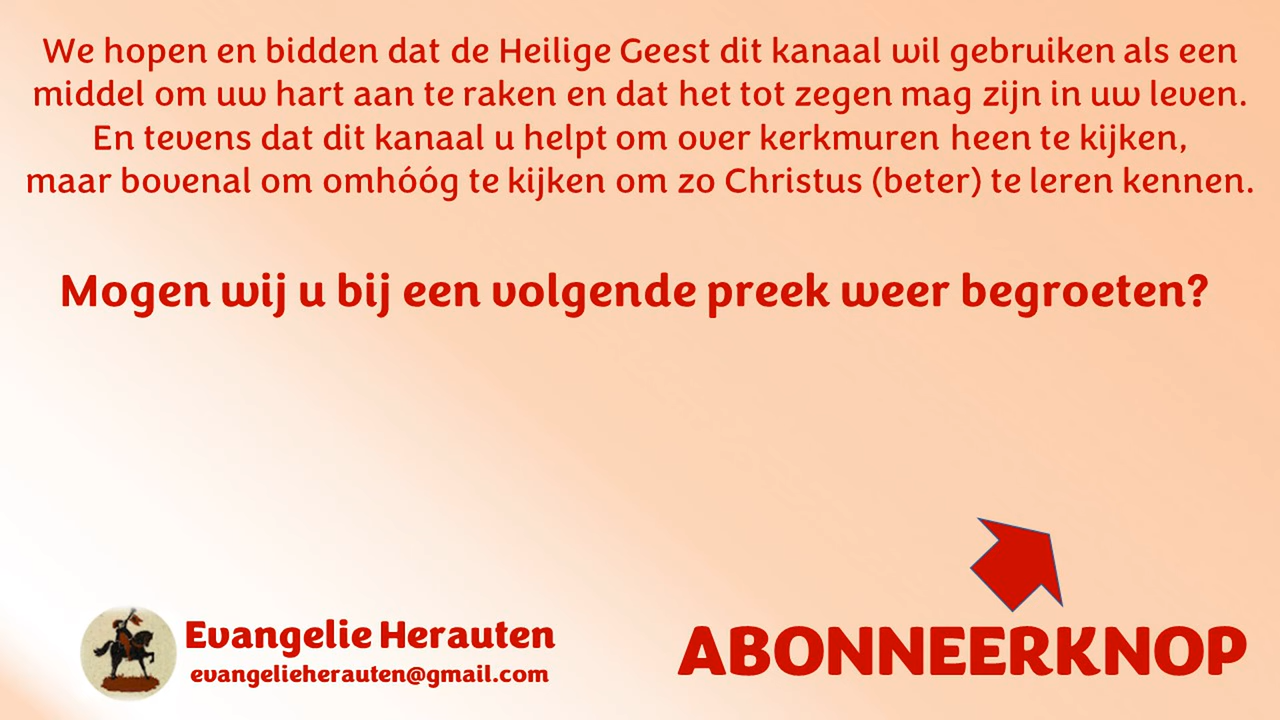 We hopen en bidden dat de Heilige Geest dit kanaal wil gebruiken als een
middel om uw hart aan te raken en dat het tot zegen mag zijn in uw leven.
En tevens dat dit kanaal u helpt om over kerkmuren heen te kijken,
maar bovenal om omhóóg te kijken om zo Christus (beter) te leren kennen.
Mogen wij u bij een volgende preek weer begroeten?
Evangelie Herauten
evangelieherauten@gmail.com
ABONNEERKNOP